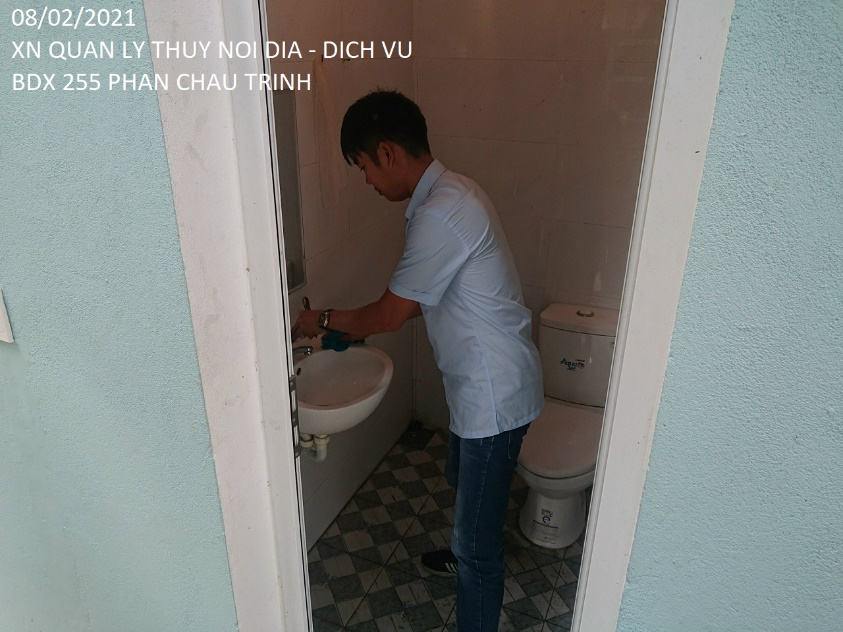 08/02/2021
XN QUAN LY THUY NOI DIA - DICH VU
BDX 255 PHAN CHAU TRINH